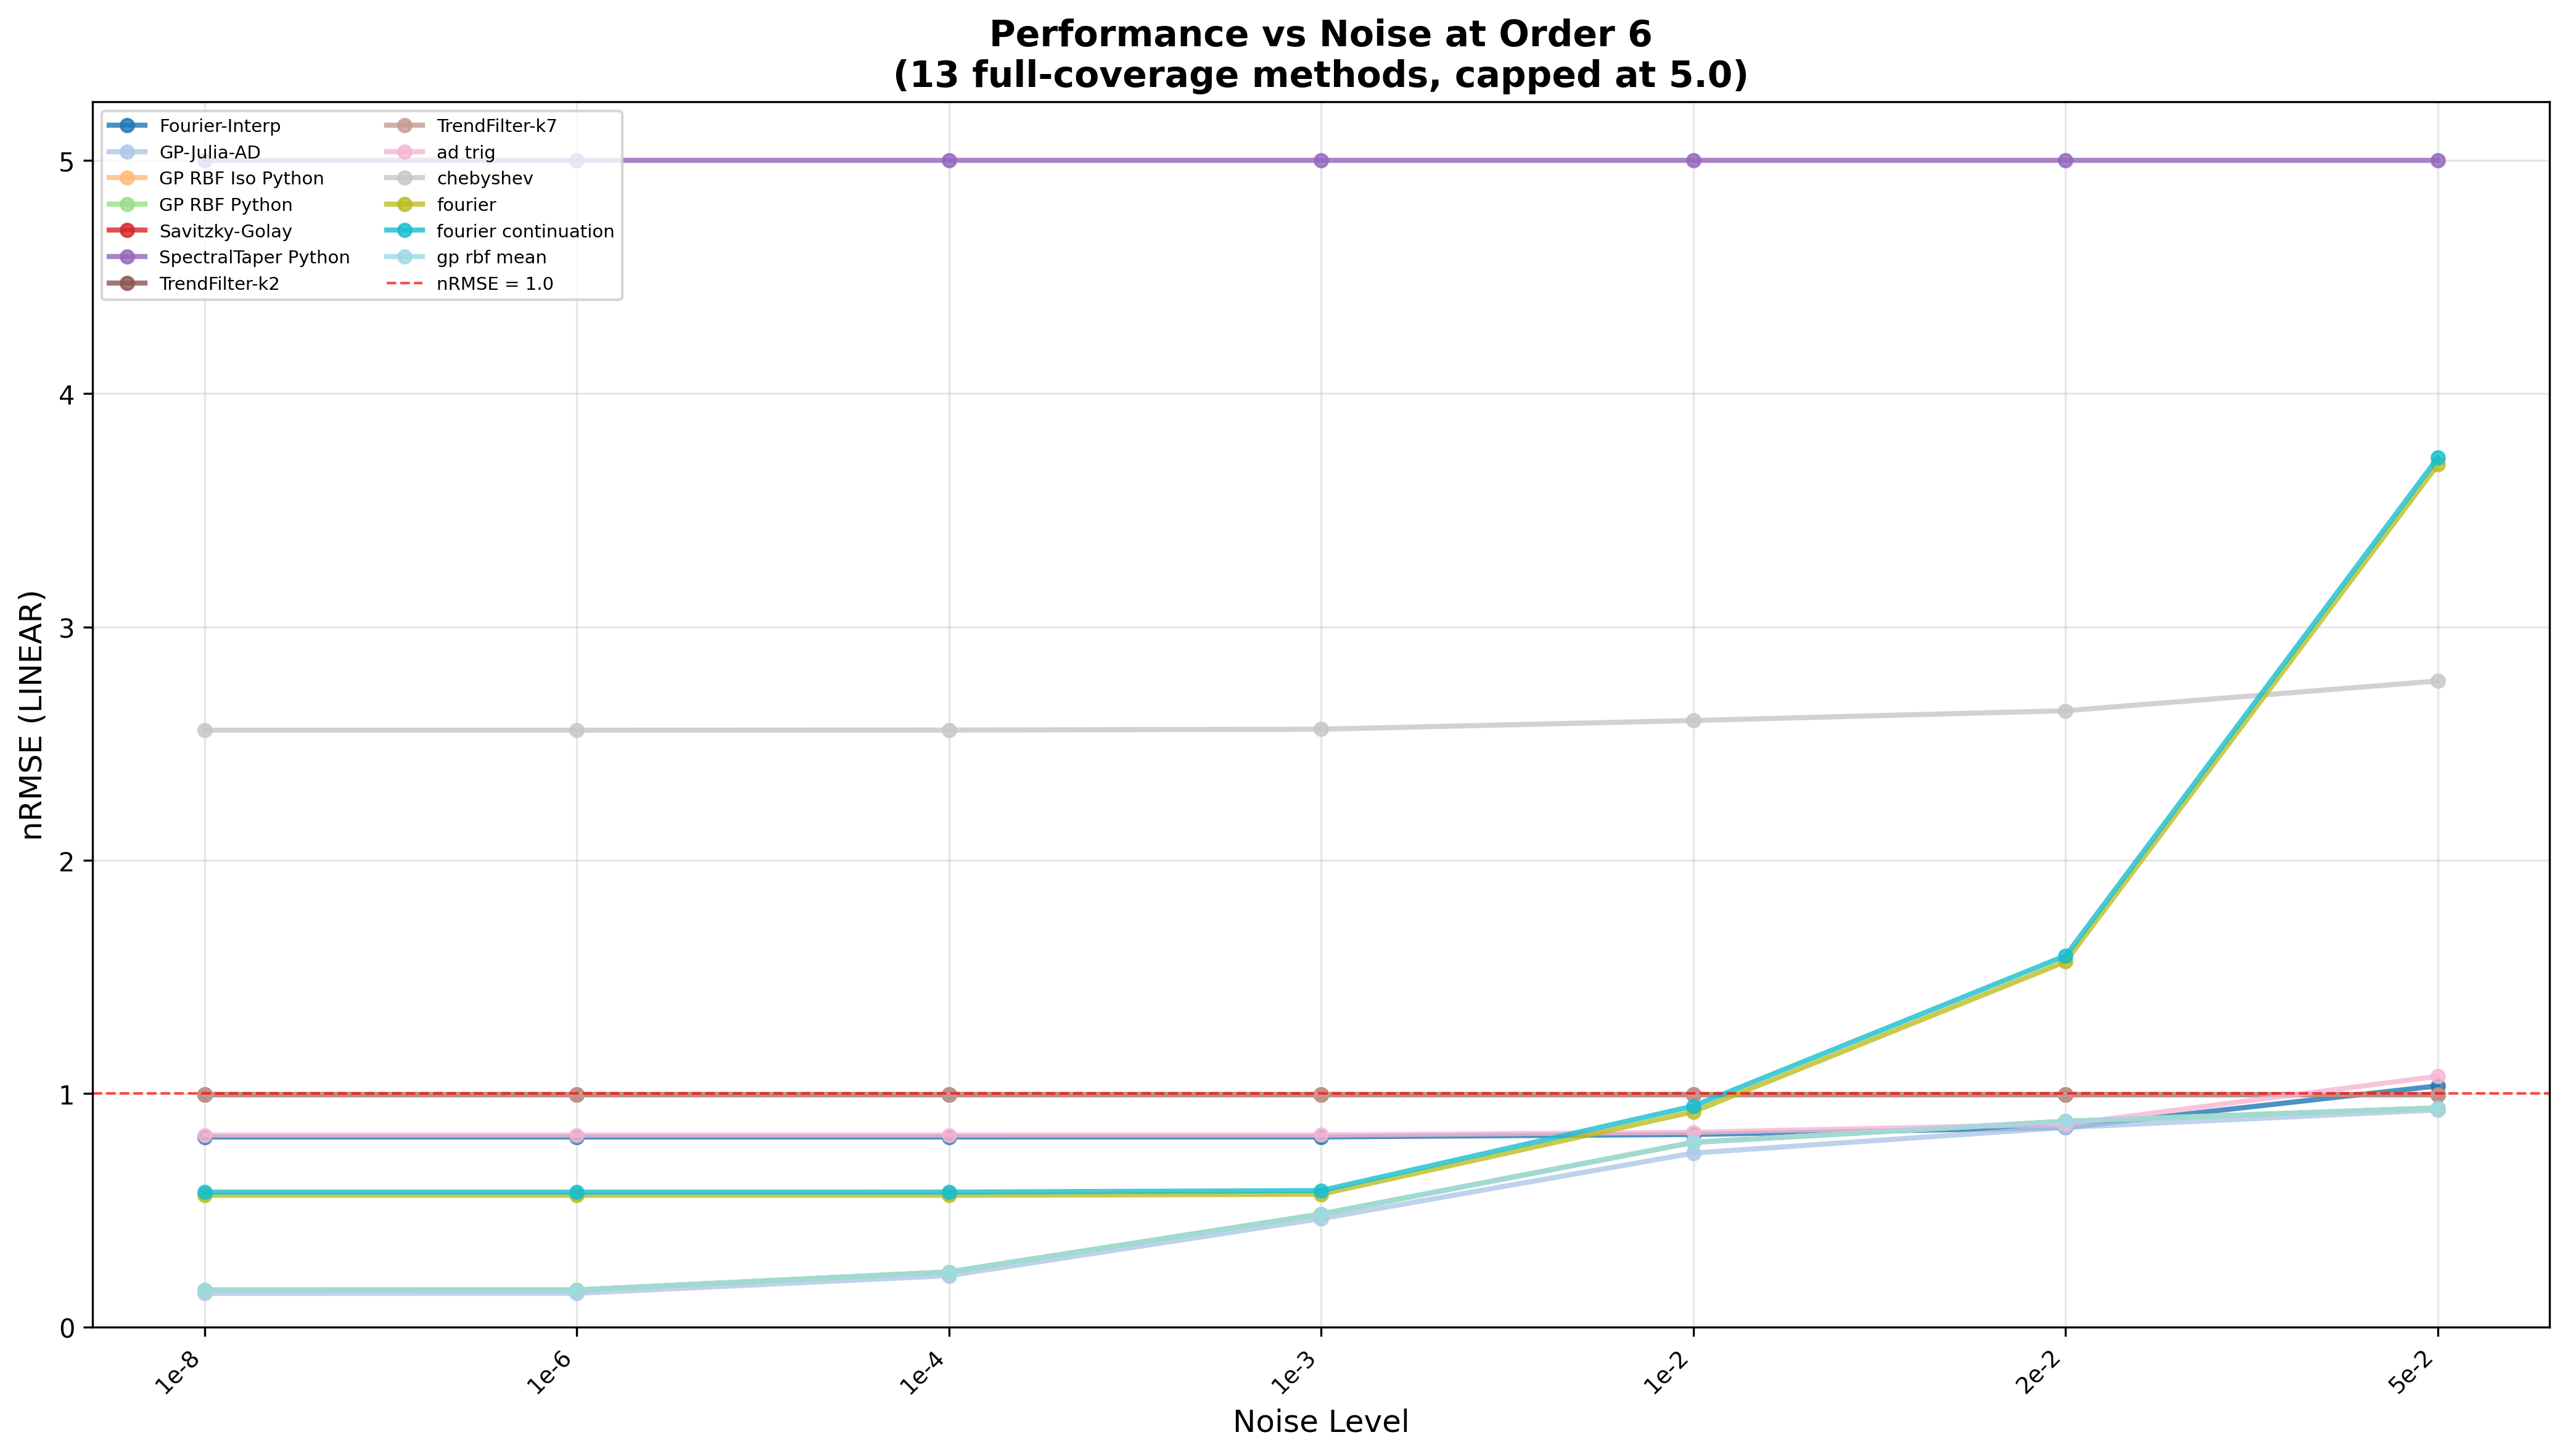 Performance vs Noise at Order 6
(13 full-coverage methods, capped at 5.0)
Fourier-Interp
GP-Julia-AD
GP RBF Iso Python
GP RBF Python
Savitzky-Golay
SpectralTaper Python
TrendFilter-k2
TrendFilter-k7
ad trig
chebyshev
fourier
fourier continuation
gp rbf mean
nRMSE = 1.0
nRMSE (LINEAR)
5
4
3
2
1
0
1e-8
1e-6
1e-4
1e-3
1e-2
2e-2
5e-2
Noise Level